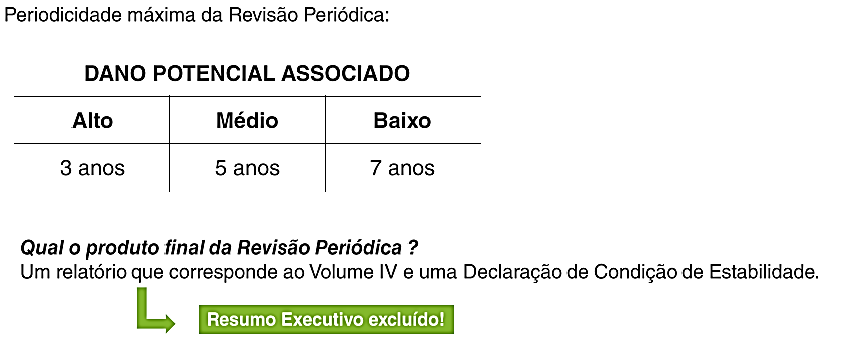 Periodicidade máxima da Revisão Periódica:
DANO POTENCIAL ASSOCIADO
Alto Médio Baixo
3 anos 5 anos 7 anos
Qual o produto final da Revisão Periódica ?
Um relatório que corresponde ao Volume IV e uma Declaração de Condição de Estabilidade.
Resumo Executivo excluído!